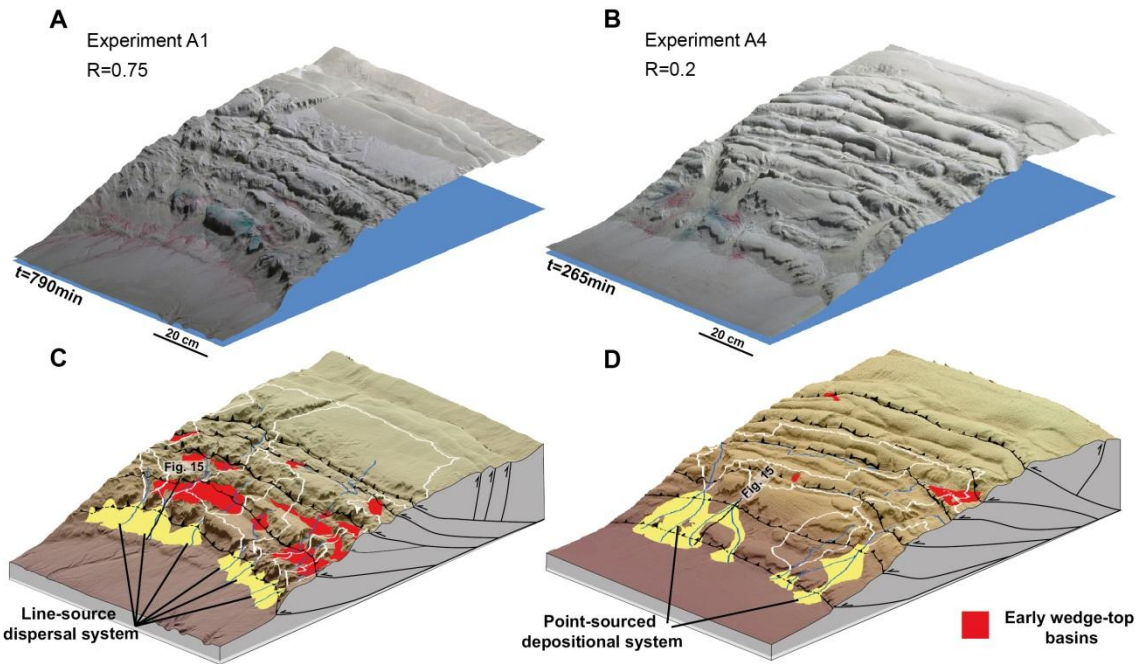 A
Experiment A1
R=0.75
B
Experiment A4
R=0.2
t=790min
20 cm
t=265min
20 cm
C
Fig. 15
Line-source
dispersal system
D
Fig. 15
Point-sourced
depositional system
Early wedge-top
basins